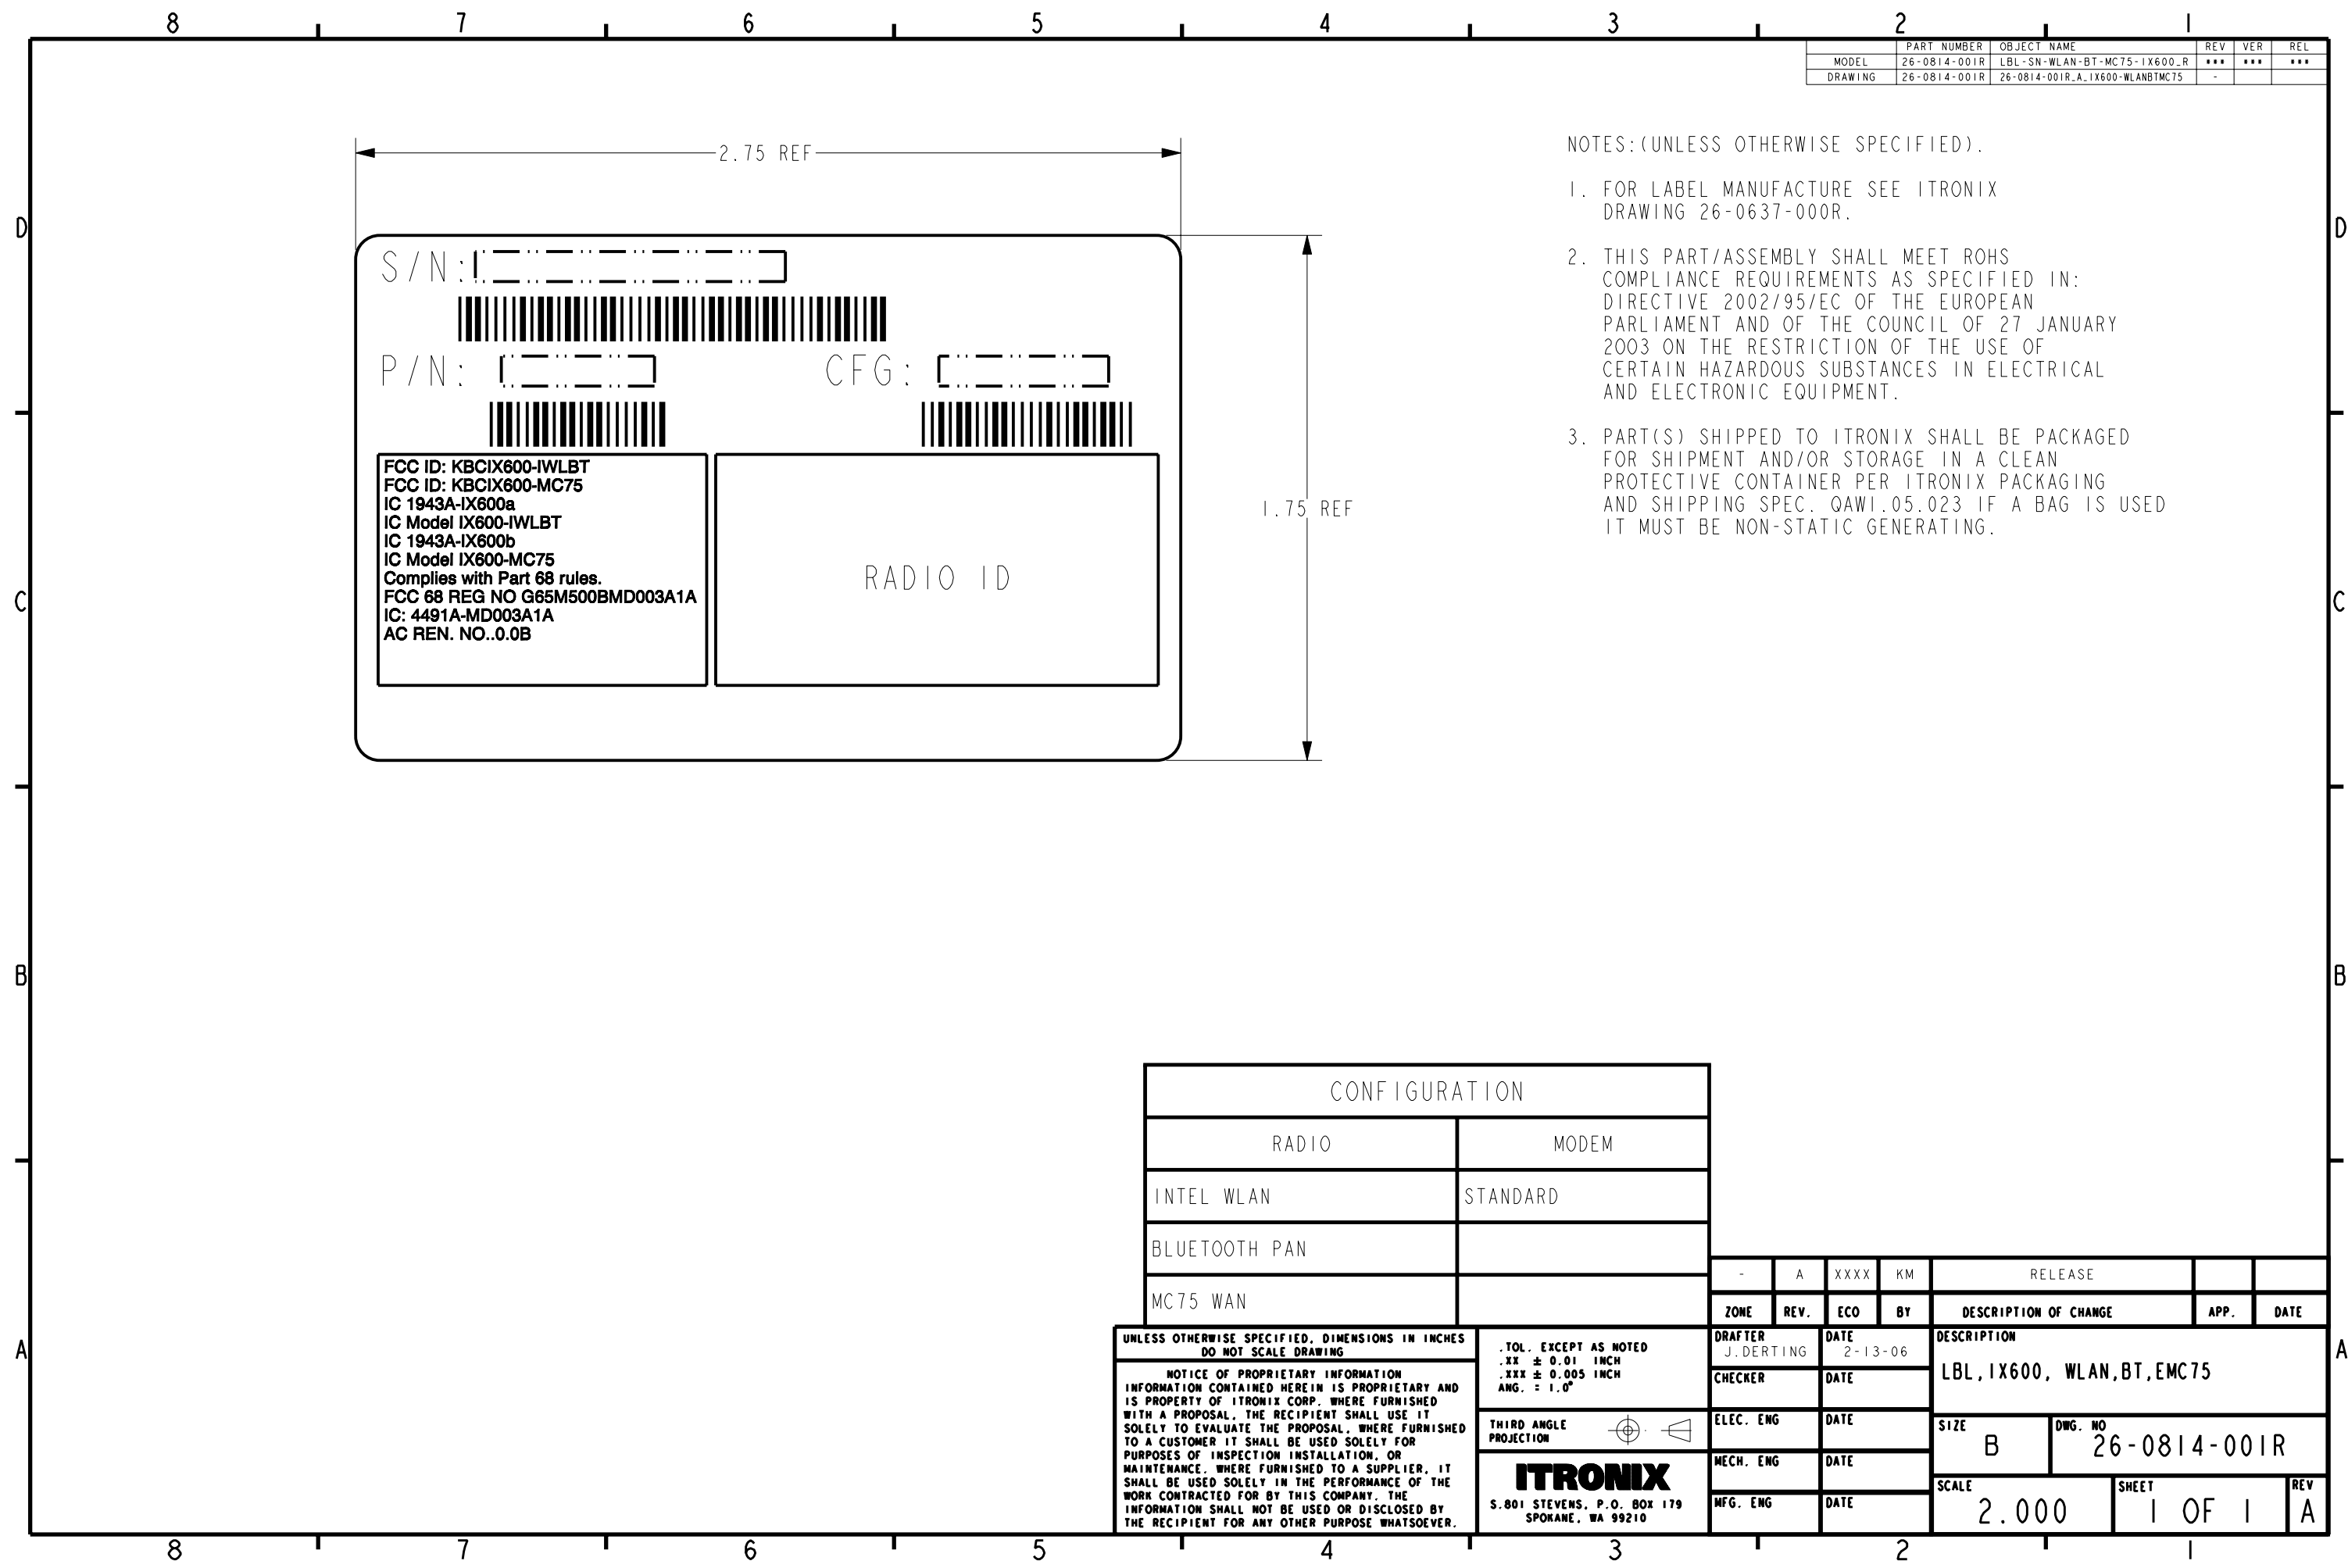 8 7 6 5 4 3 2 1
PART NUMBER OBJECT NAME REV VER REL
MODEL 26-0814-001R LBL-SN-WLAN-BT-MC75-IX600_R *** *** ***
DRAWING 26-0814-001R 26-0814-001R_A_IX600-WLANBTMC75 -
2.75 REF
NOTES:(UNLESS OTHERWISE SPECIFIED).
1. FOR LABEL MANUFACTURE SEE ITRONIX
DRAWING 26-0637-000R.
2. THIS PART/ASSEMBLY SHALL MEET ROHS
COMPLIANCE REQUIREMENTS AS SPECIFIED IN:
DIRECTIVE 2002/95/EC OF THE EUROPEAN
PARLIAMENT AND OF THE COUNCIL OF 27 JANUARY
2003 ON THE RESTRICTION OF THE USE OF
CERTAIN HAZARDOUS SUBSTANCES IN ELECTRICAL
AND ELECTRONIC EQUIPMENT.
3. PART(S) SHIPPED TO ITRONIX SHALL BE PACKAGED
FOR SHIPMENT AND/OR STORAGE IN A CLEAN
PROTECTIVE CONTAINER PER ITRONIX PACKAGING
AND SHIPPING SPEC. QAWI.05.023 IF A BAG IS USED
IT MUST BE NON-STATIC GENERATING.
D D
S/N:
P/N: CFG:
FCC ID: KBCIX600-IWLBT
FCC ID: KBCIX600-MC75
IC 1943A-IX600a
IC Model IX600-IWLBT
IC 1943A-IX600b
IC Model IX600-MC75
Complies with Part 68 rules.
FCC 68 REG NO G65M500BMD003A1A
IC: 4491A-MD003A1A
AC REN. NO..0.0B
RADIO ID
1.75 REF
C C
B B
CONFIGURATION
RADIO MODEM
INTEL WLAN STANDARD
BLUETOOTH PAN
MC75 WAN
- A XXXX KM RELEASE
ZONE REV. ECO BY DESCRIPTION OF CHANGE APP. DATE
A A
UNLESS OTHERWISE SPECIFIED, DIMENSIONS IN INCHES
DO NOT SCALE DRAWING
NOTICE OF PROPRIETARY INFORMATION
INFORMATION CONTAINED HEREIN IS PROPRIETARY AND
IS PROPERTY OF ITRONIX CORP. WHERE FURNISHED
WITH A PROPOSAL, THE RECIPIENT SHALL USE IT
SOLELY TO EVALUATE THE PROPOSAL, WHERE FURNISHED
TO A CUSTOMER IT SHALL BE USED SOLELY FOR
PURPOSES OF INSPECTION INSTALLATION, OR
MAINTENANCE. WHERE FURNISHED TO A SUPPLIER, IT
SHALL BE USED SOLELY IN THE PERFORMANCE OF THE
WORK CONTRACTED FOR BY THIS COMPANY. THE
INFORMATION SHALL NOT BE USED OR DISCLOSED BY
THE RECIPIENT FOR ANY OTHER PURPOSE WHATSOEVER.
.TOL. EXCEPT AS NOTED
.XX ± 0.01 INCH
.XXX ± 0.005 INCH
ANG. = 1.0°
THIRD ANGLE
PROJECTION
ITRONIX
S.801 STEVENS, P.O. BOX 179
SPOKANE, WA 99210
DRAFTER DATE
J.DERTING 2-13-06
CHECKER DATE
ELEC. ENG DATE
MECH. ENG DATE
MFG. ENG DATE
DESCRIPTION
LBL,IX600, WLAN,BT,EMC75
SIZE DWG. NO
B 26-0814-001R
SCALE SHEET REV
2.000 1 OF 1 A
8 7 6 5 4 3 2 1